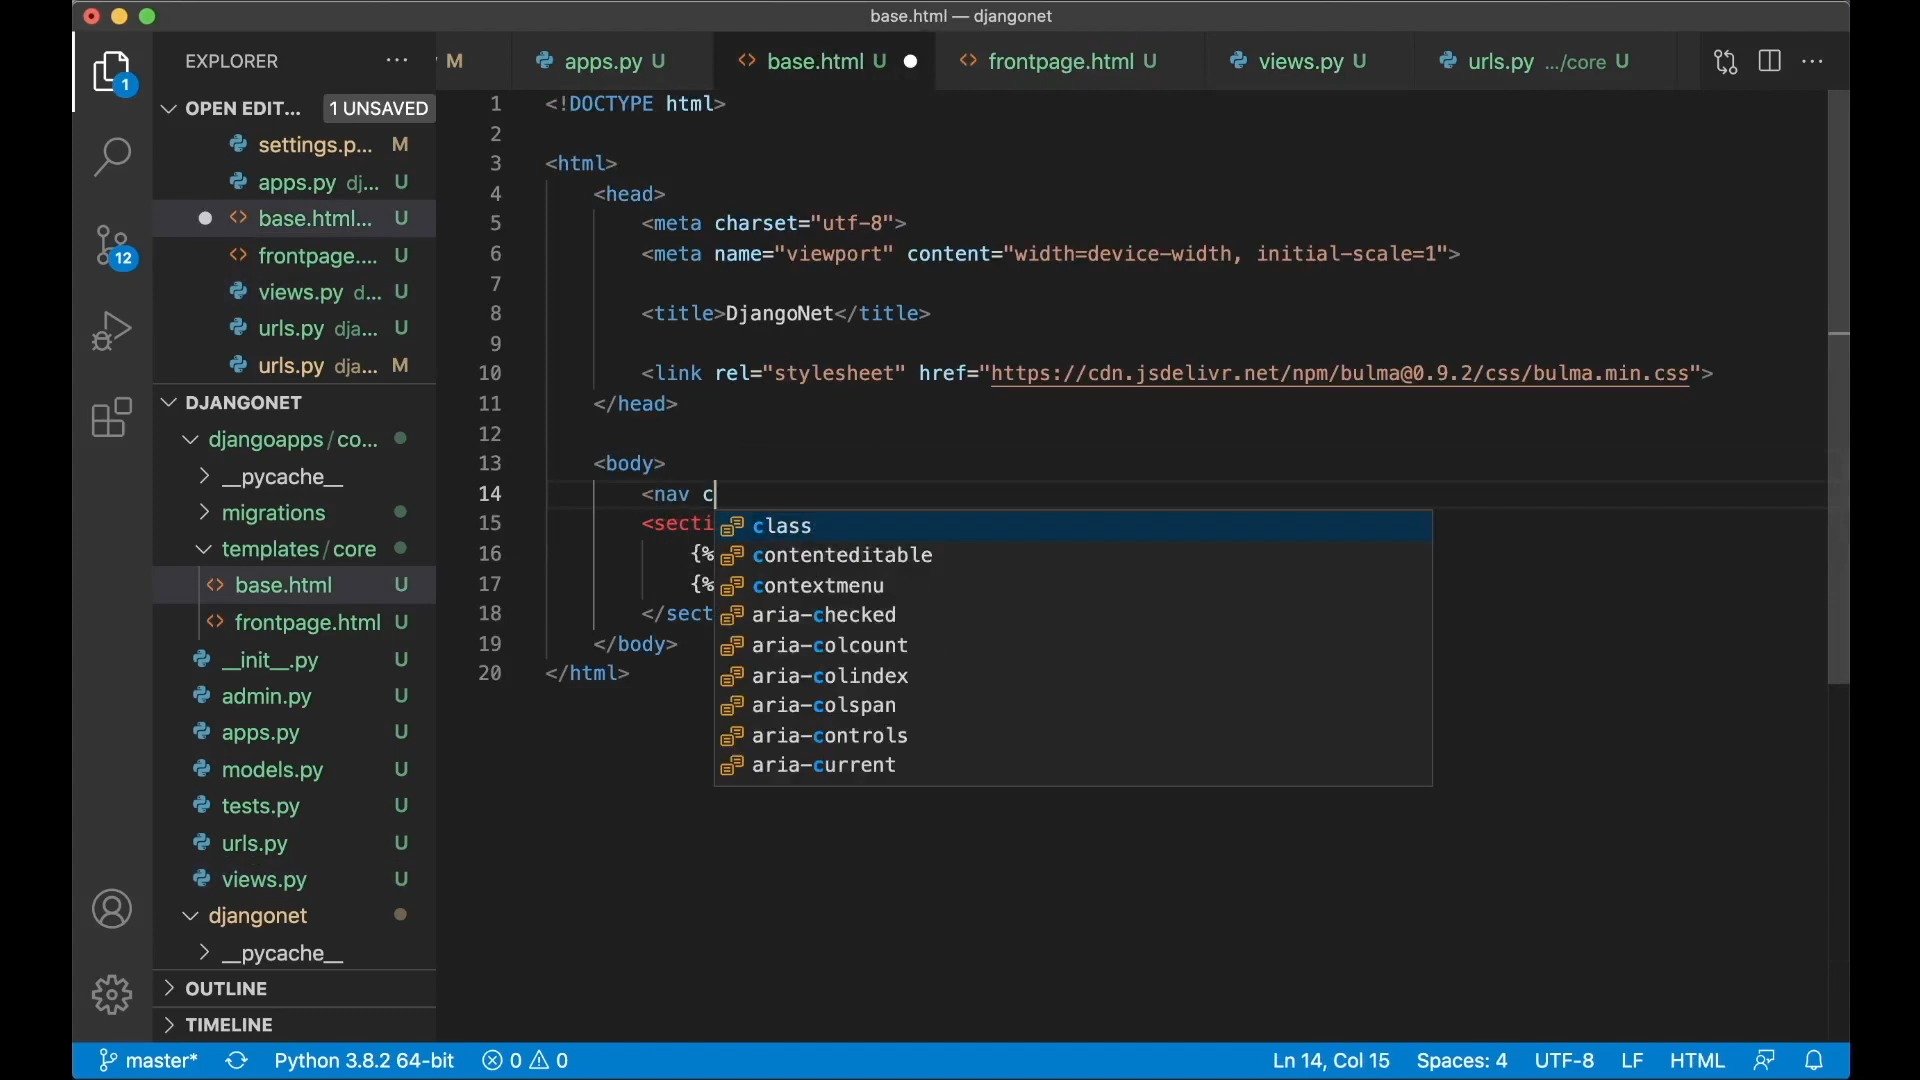 base.html — djangonet
EXPLORER
M
apps.py U
base.html U
frontpage.html U
views.py U
urls.py .../core U
1
OPEN EDIT...
1 UNSAVED
settings.p... M
apps.py dj... U
base.html... U
frontpage.... U
views.py d... U
urls.py dja... U
urls.py dja... M
12
DJANGONET
djangoapps/co...
__pycache__
migrations
templates/core
base.html U
frontpage.html U
__init__.py U
admin.py U
apps.py U
models.py U
tests.py U
urls.py U
views.py U
djangonet
__pycache__
OUTLINE
TIMELINE
1 <!DOCTYPE html>
2
3 <html>
4 <head>
5 <meta charset="utf-8">
6 <meta name="viewport" content="width=device-width, initial-scale=1">
7
8 <title>DjangoNet</title>
9
10 <link rel="stylesheet" href="https://cdn.jsdelivr.net/npm/bulma@0.9.2/css/bulma.min.css">
11 </head>
12
13 <body>
14 <nav c
15 <secti
16 {%
17 {%
18 </sect
19 </body>
20 </html>
class
contenteditable
contextmenu
aria-checked
aria-colcount
aria-colindex
aria-colspan
aria-controls
aria-current
master*
Python 3.8.2 64-bit
0 0
Ln 14, Col 15
Spaces: 4
UTF-8
LF
HTML